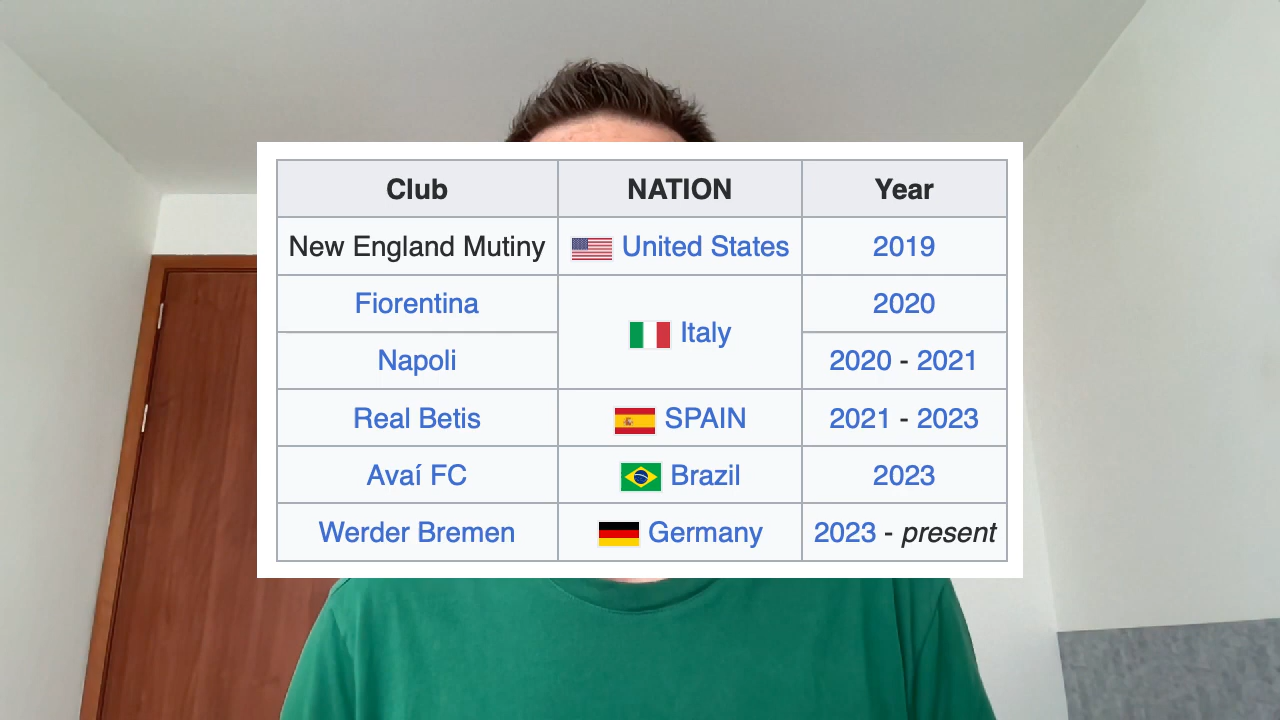 Club NATION Year
New England Mutiny United States 2019
Fiorentina Italy 2020
Napoli 2020 - 2021
Real Betis SPAIN 2021 - 2023
Avaí FC Brazil 2023
Werder Bremen Germany 2023 - present